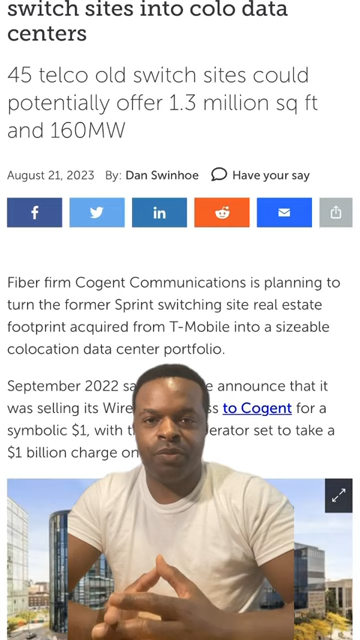 switch sites into colo data
centers
45 telco old switch sites could
potentially offer 1.3 million sq ft
and 160MW
August 21, 2023 By: Dan Swinhoe Have your say
f in
Fiber firm Cogent Communications is planning to
turn the former Sprint switching site real estate
footprint acquired from T-Mobile into a sizeable
colocation data center portfolio.
September 2022 announce that it
was selling its to Cogent for a
symbolic $1, with set to take a
$1 billion charge on